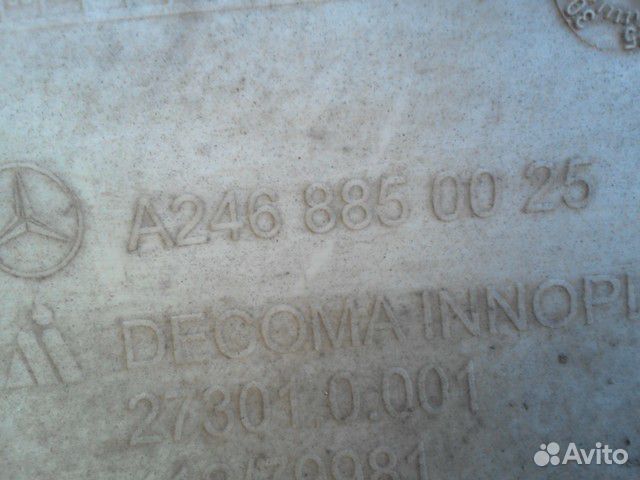 A246 885 00 25
DECOMA INNOPL
27301.0.001
Avito